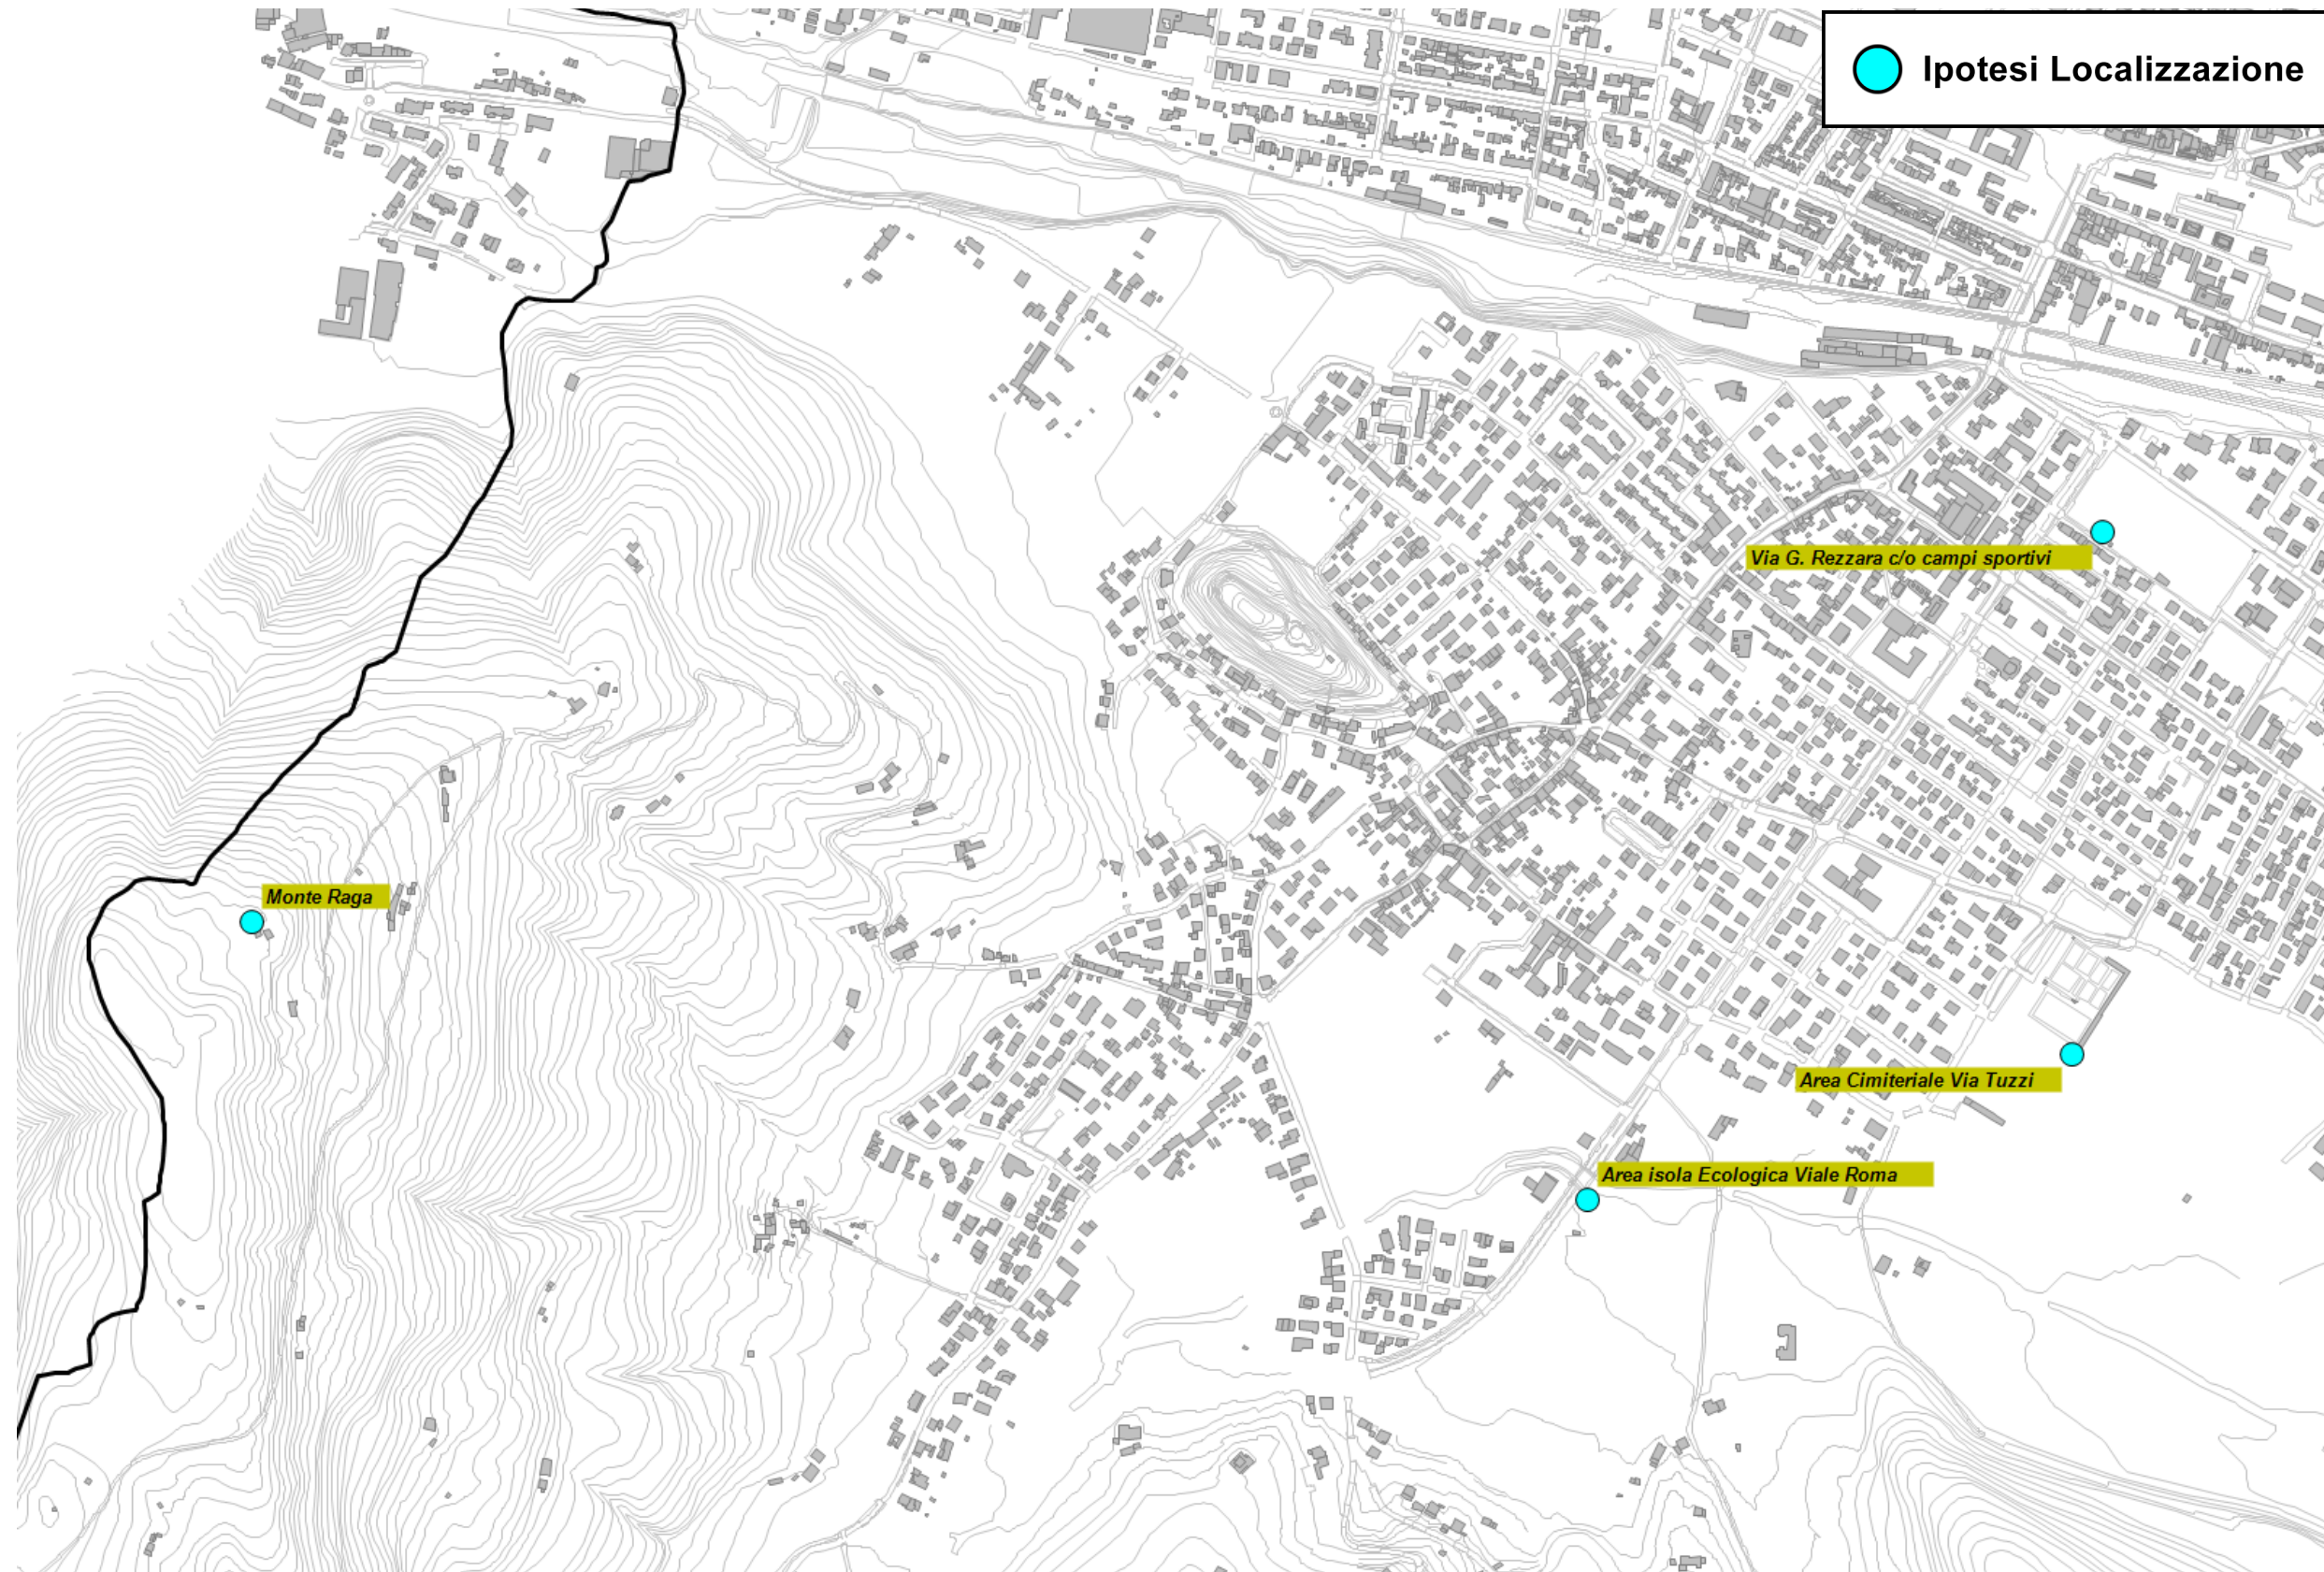 Ipotesi Localizzazione
Via G. Rezzara c/o campi sportivi
Monte Raga
Area Cimiteriale Via Tuzzi
Area isola Ecologica Viale Roma